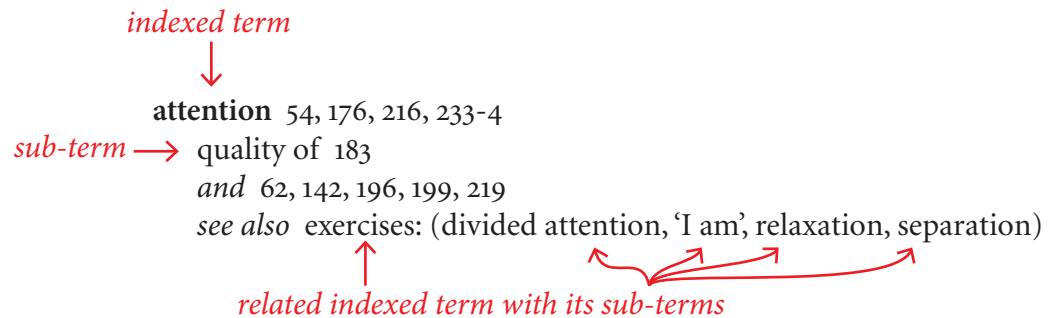 indexed term
attention 54, 176, 216, 233-4
sub-term quality of 183
and 62, 142, 196, 199, 219
see also exercises: (divided attention, ‘I am’, relaxation, separation)
related indexed term with its sub-terms